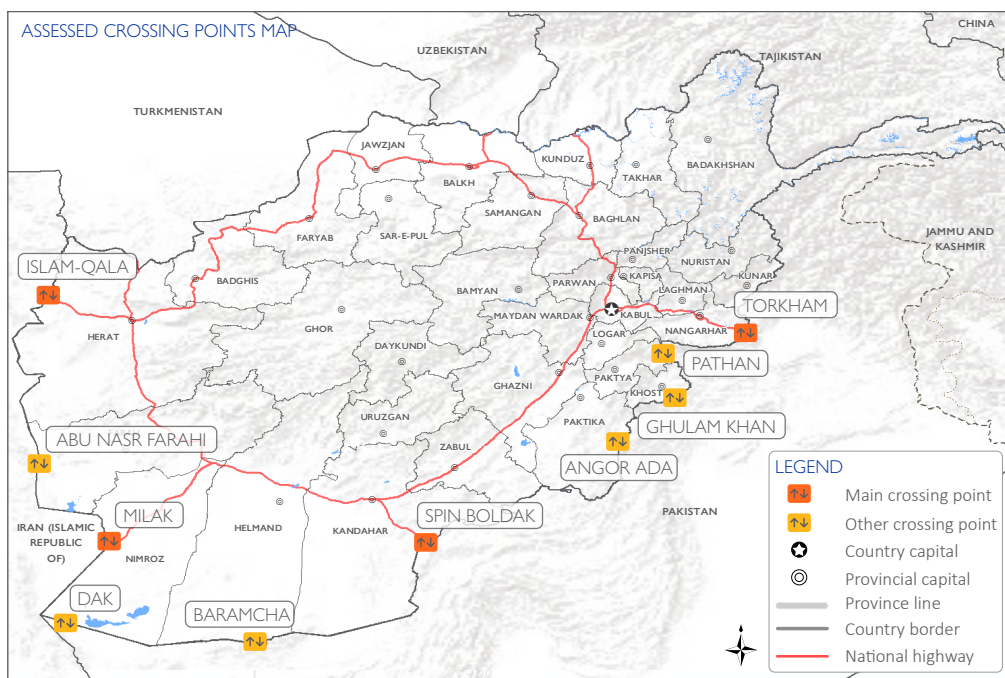 ASSESSED CROSSING POINTS MAP
CHINA
UZBEKISTAN
TAJIKISTAN
TURKMENISTAN
JAWZJAN
BALKH
KUNDUZ
TAKHAR
BADAKHSHAN
SAMANGAN
BAGHLAN
FARYAB
SAR-E-PUL
PANJSHER
NURISTAN
JAMMU AND
KASHMIR
ISLAM-QALA
BADGHIS
BAMYAN
PARWAN
KAPISA
KUNAR
LAGHMAN
TORKHAM
HERAT
GHOR
MAYDAN WARDAK
KABUL
NANGARHAR
LOGAR
DAYKUNDI
PATHAN
GHAZNI
PAKTYA
KHOST
URUZGAN
PAKTIKA
GHULAM KHAN
ABU NASR FARAHI
ZABUL
ANGOR ADA
LEGEND
Main crossing point
Other crossing point
Country capital
Provincial capital
Province line
Country border
National highway
IRAN (ISLAMIC
REPUBLIC
OF)
MILAK
HELMAND
KANDAHAR
SPIN BOLDAK
PAKISTAN
NIMROZ
DAK
BARAMCHA